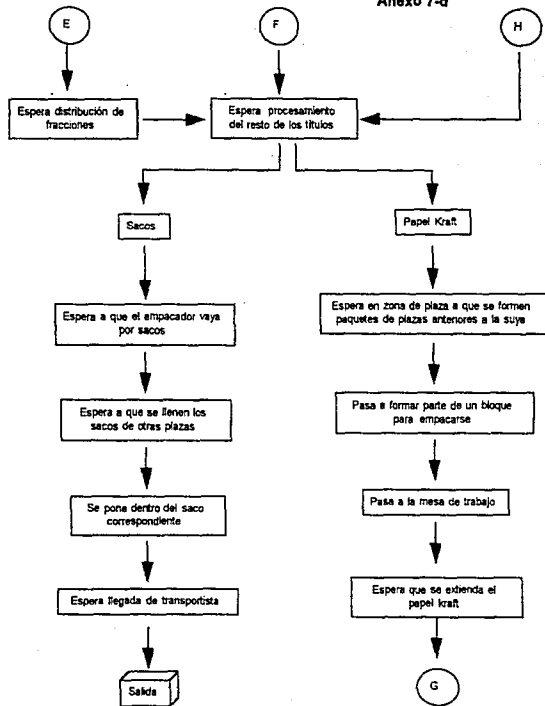 Anexo 7-d
E
F
H
Espera distribución de
fracciones
Espera procesamiento
del resto de los títulos
Sacos
Papel Kraft
Espera a que el empacador vaya
por sacos
Espera en zona de plaza a que se formen
paquetes de plazas anteriores a la suya
Espera a que se llenen los
sacos de otras plazas
Pasa a formar parte de un bloque
para empacarse
Se pone dentro del saco
correspondiente
Pasa a la mesa de trabajo
Espera llegada de transportista
Espera que se extienda el
papel kraft
Salida
G